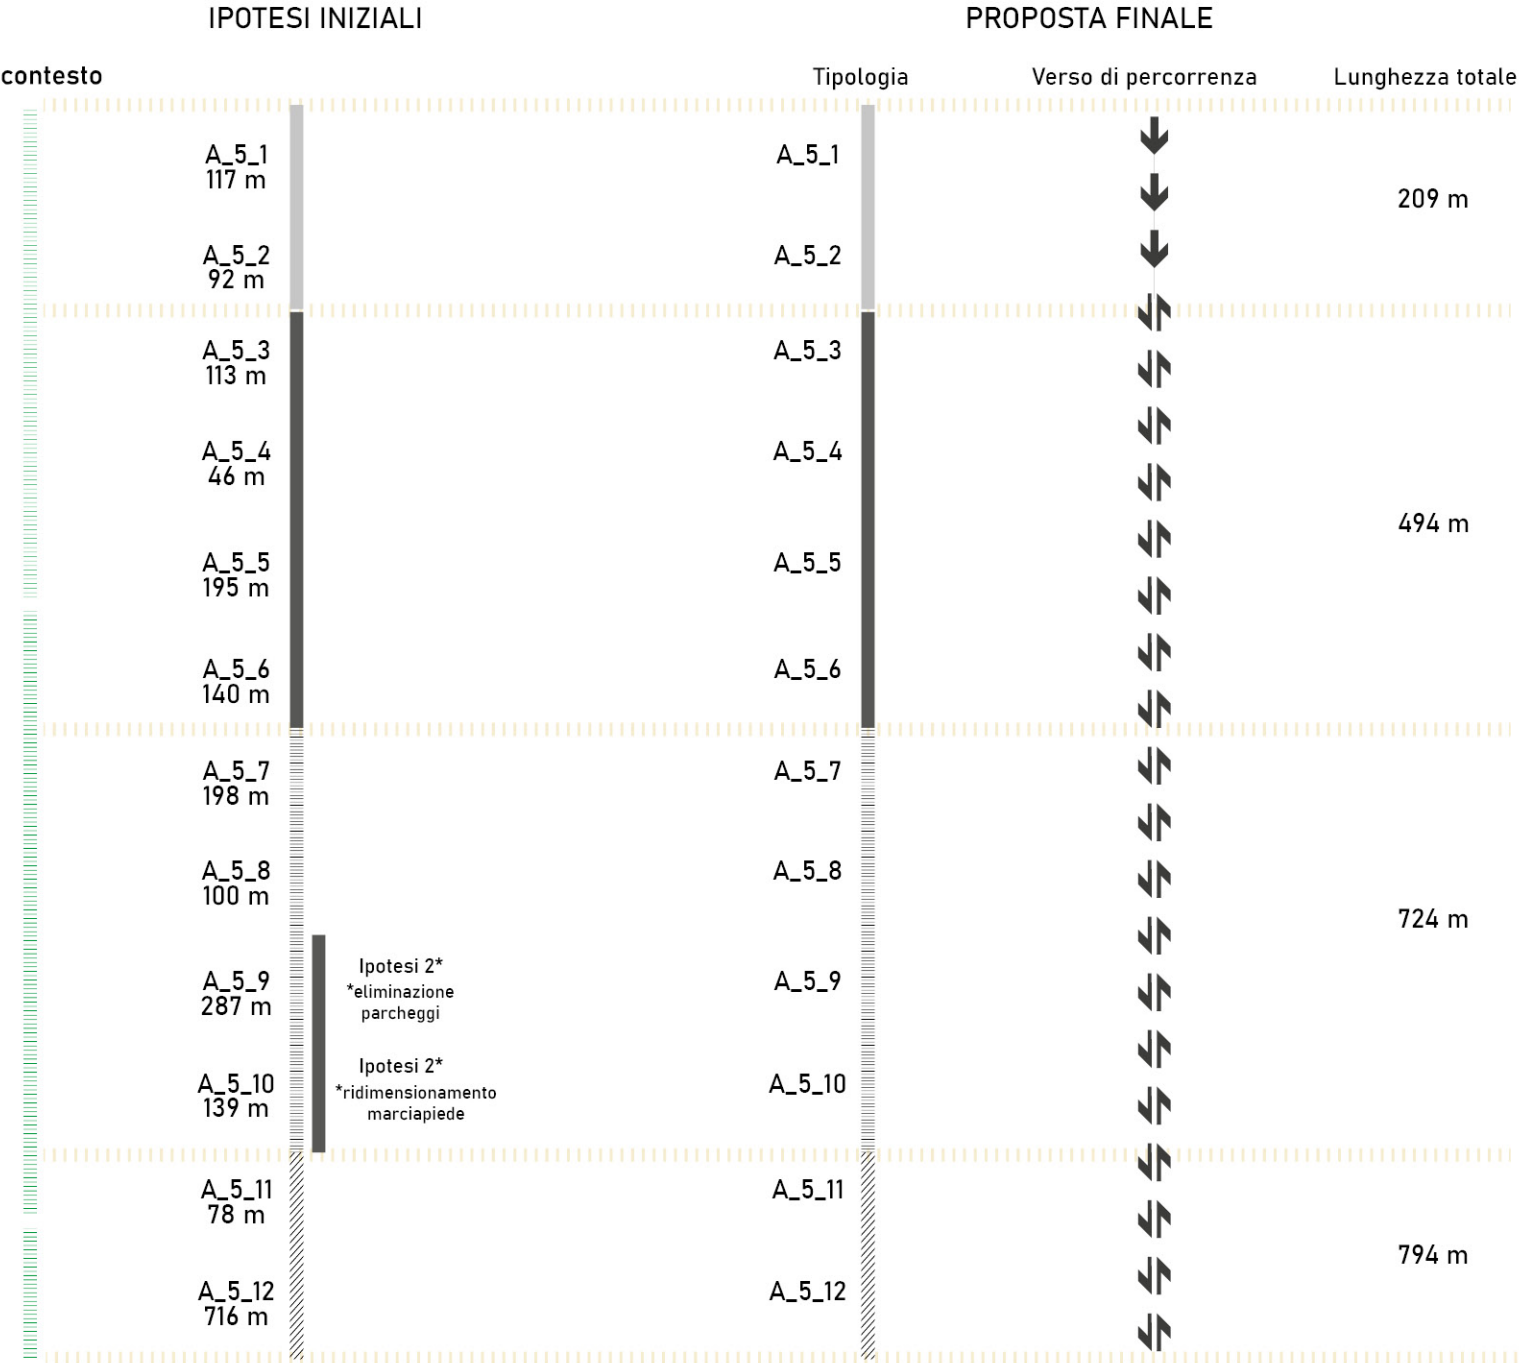 IPOTESI INIZIALI
PROPOSTA FINALE
contesto
Tipologia
Verso di percorrenza
Lunghezza totale
A_5_1
117 m
A_5_1
209 m
A_5_2
92 m
A_5_2
A_5_3
113 m
A_5_3
A_5_4
46 m
A_5_4
494 m
A_5_5
195 m
A_5_5
A_5_6
140 m
A_5_6
A_5_7
198 m
A_5_7
A_5_8
100 m
A_5_8
724 m
A_5_9
287 m
Ipotesi 2*
*eliminazione
parcheggi
A_5_9
A_5_10
139 m
Ipotesi 2*
*ridimensionamento
marciapiede
A_5_10
A_5_11
78 m
A_5_11
794 m
A_5_12
716 m
A_5_12